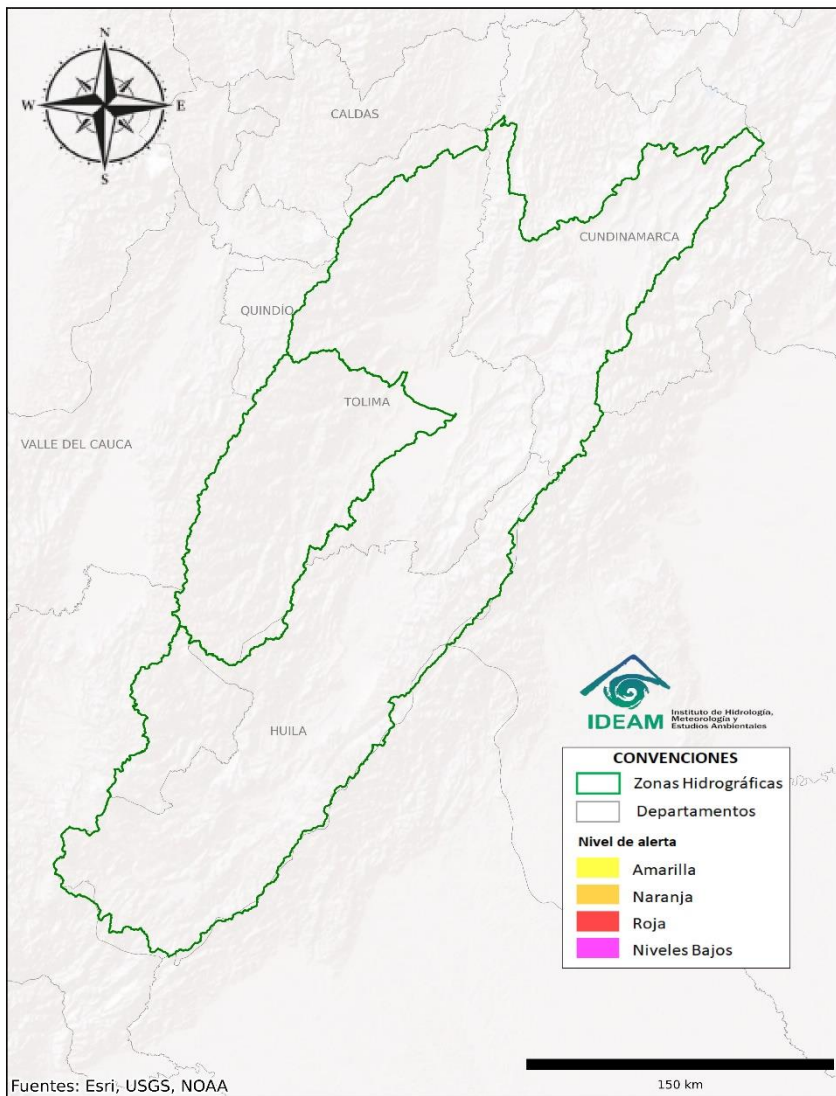 N
W E
S
CALDAS
CUNDINAMARCA
QUINDÍO
TOLIMA
VALLE DEL CAUCA
HUILA
IDEAM
Instituto de Hidrología,
Meteorología y
Estudios Ambientales
CONVENCIONES
Zonas Hidrográficas
Departamentos
Nivel de alerta
Amarilla
Naranja
Roja
Niveles Bajos
150 km
Fuentes: Esri, USGS, NOAA